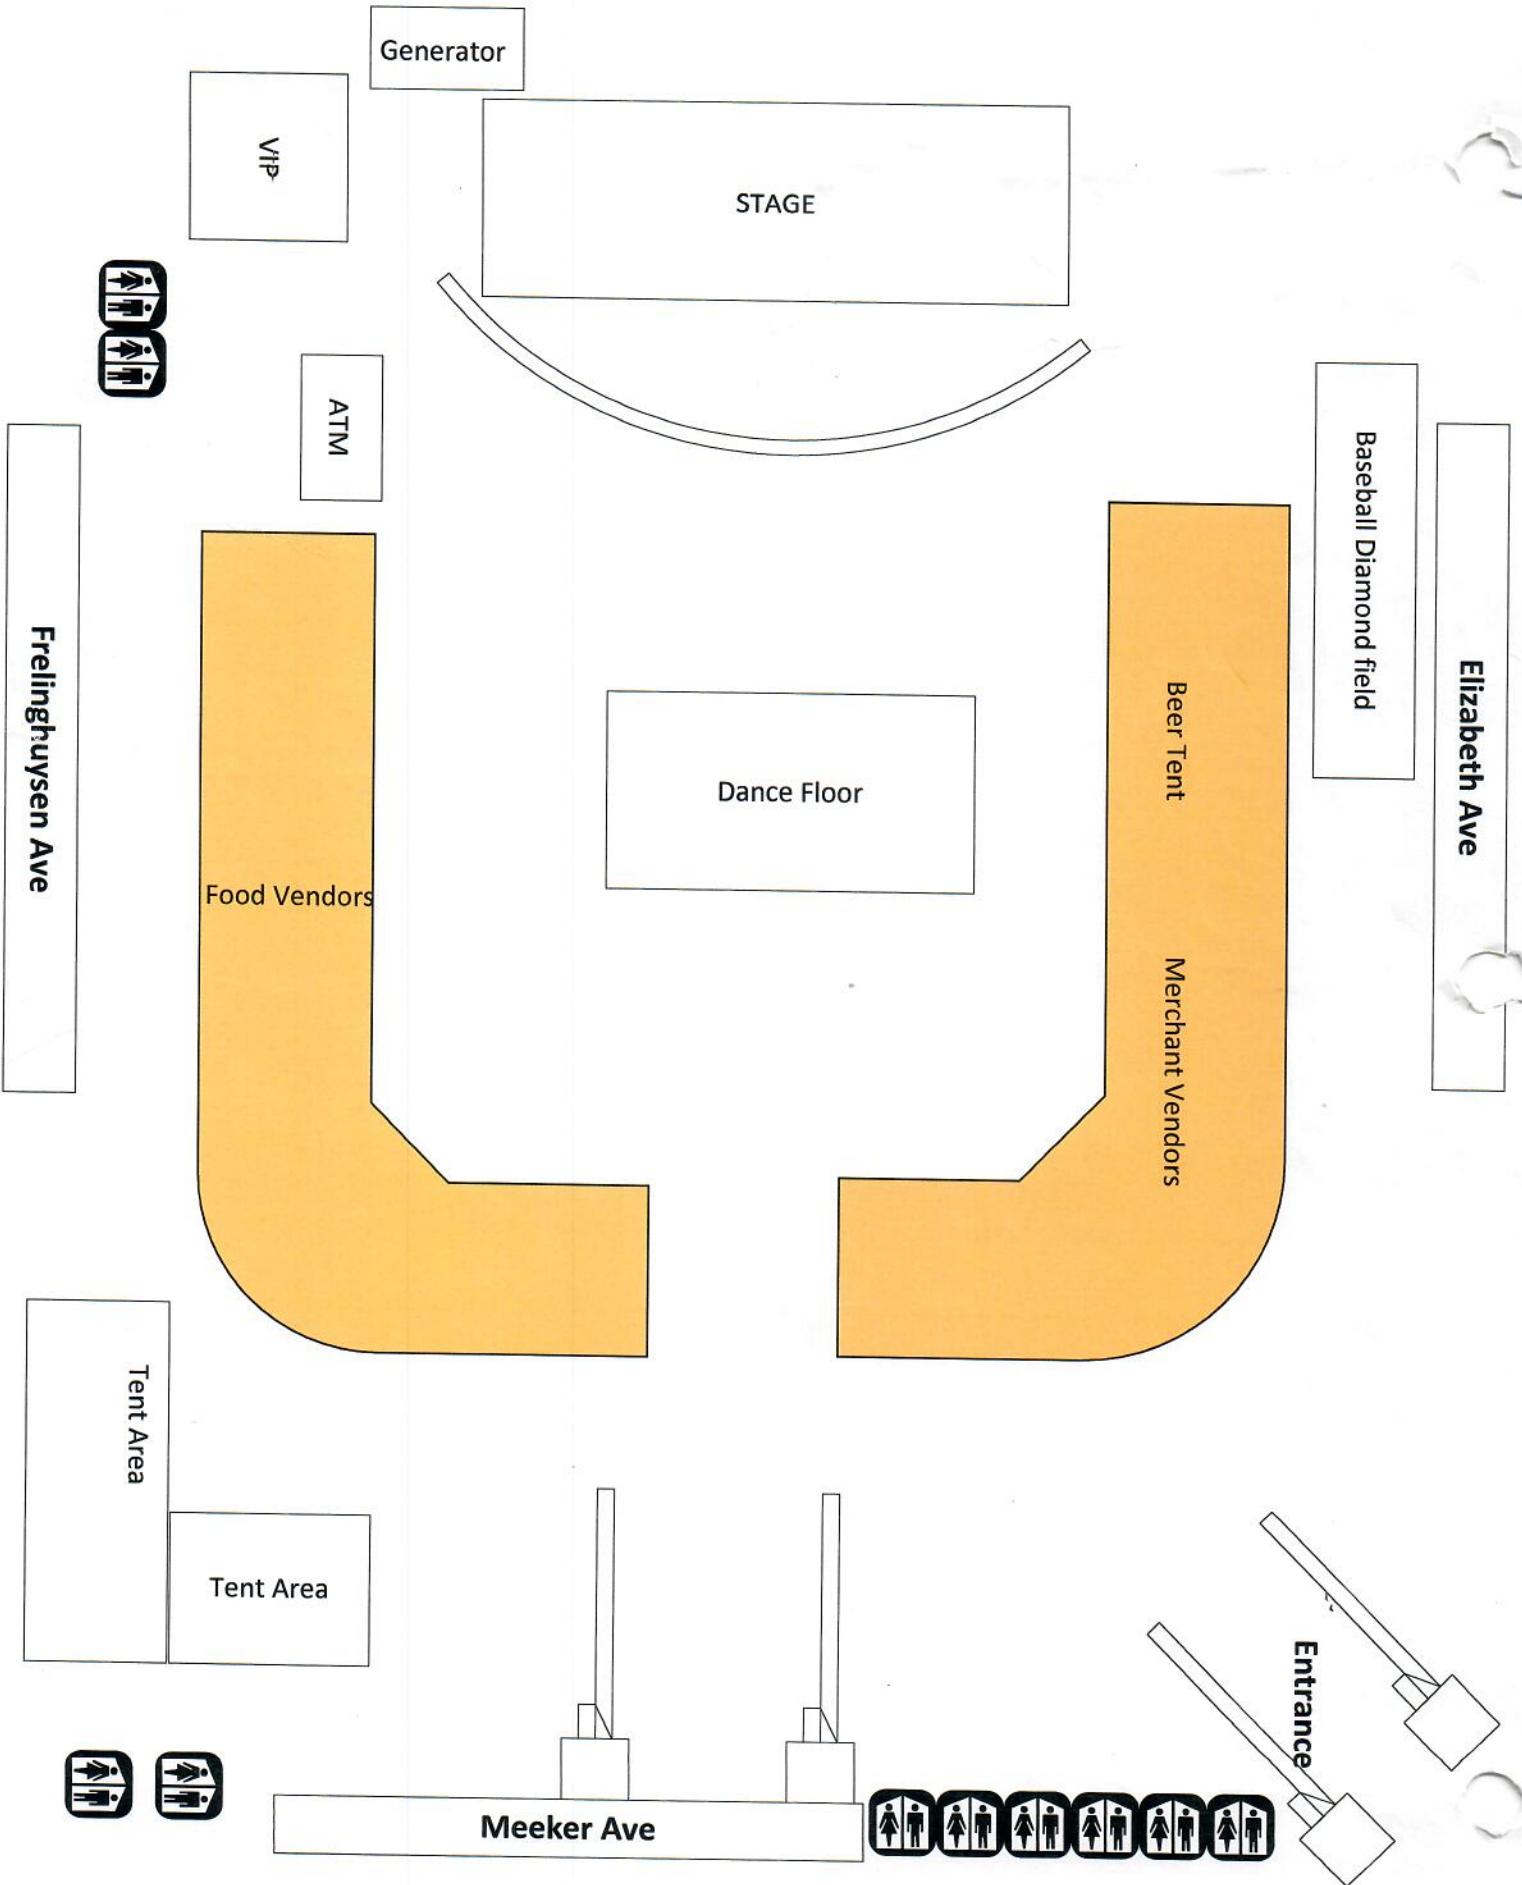 Generator
VIP
STAGE
ATM
Baseball Diamond field
Elizabeth Ave
Frelinghuysen Ave
Beer Tent
Dance Floor
Food Vendors
Merchant Vendors
Tent Area
Tent Area
Entrance
Meeker Ave